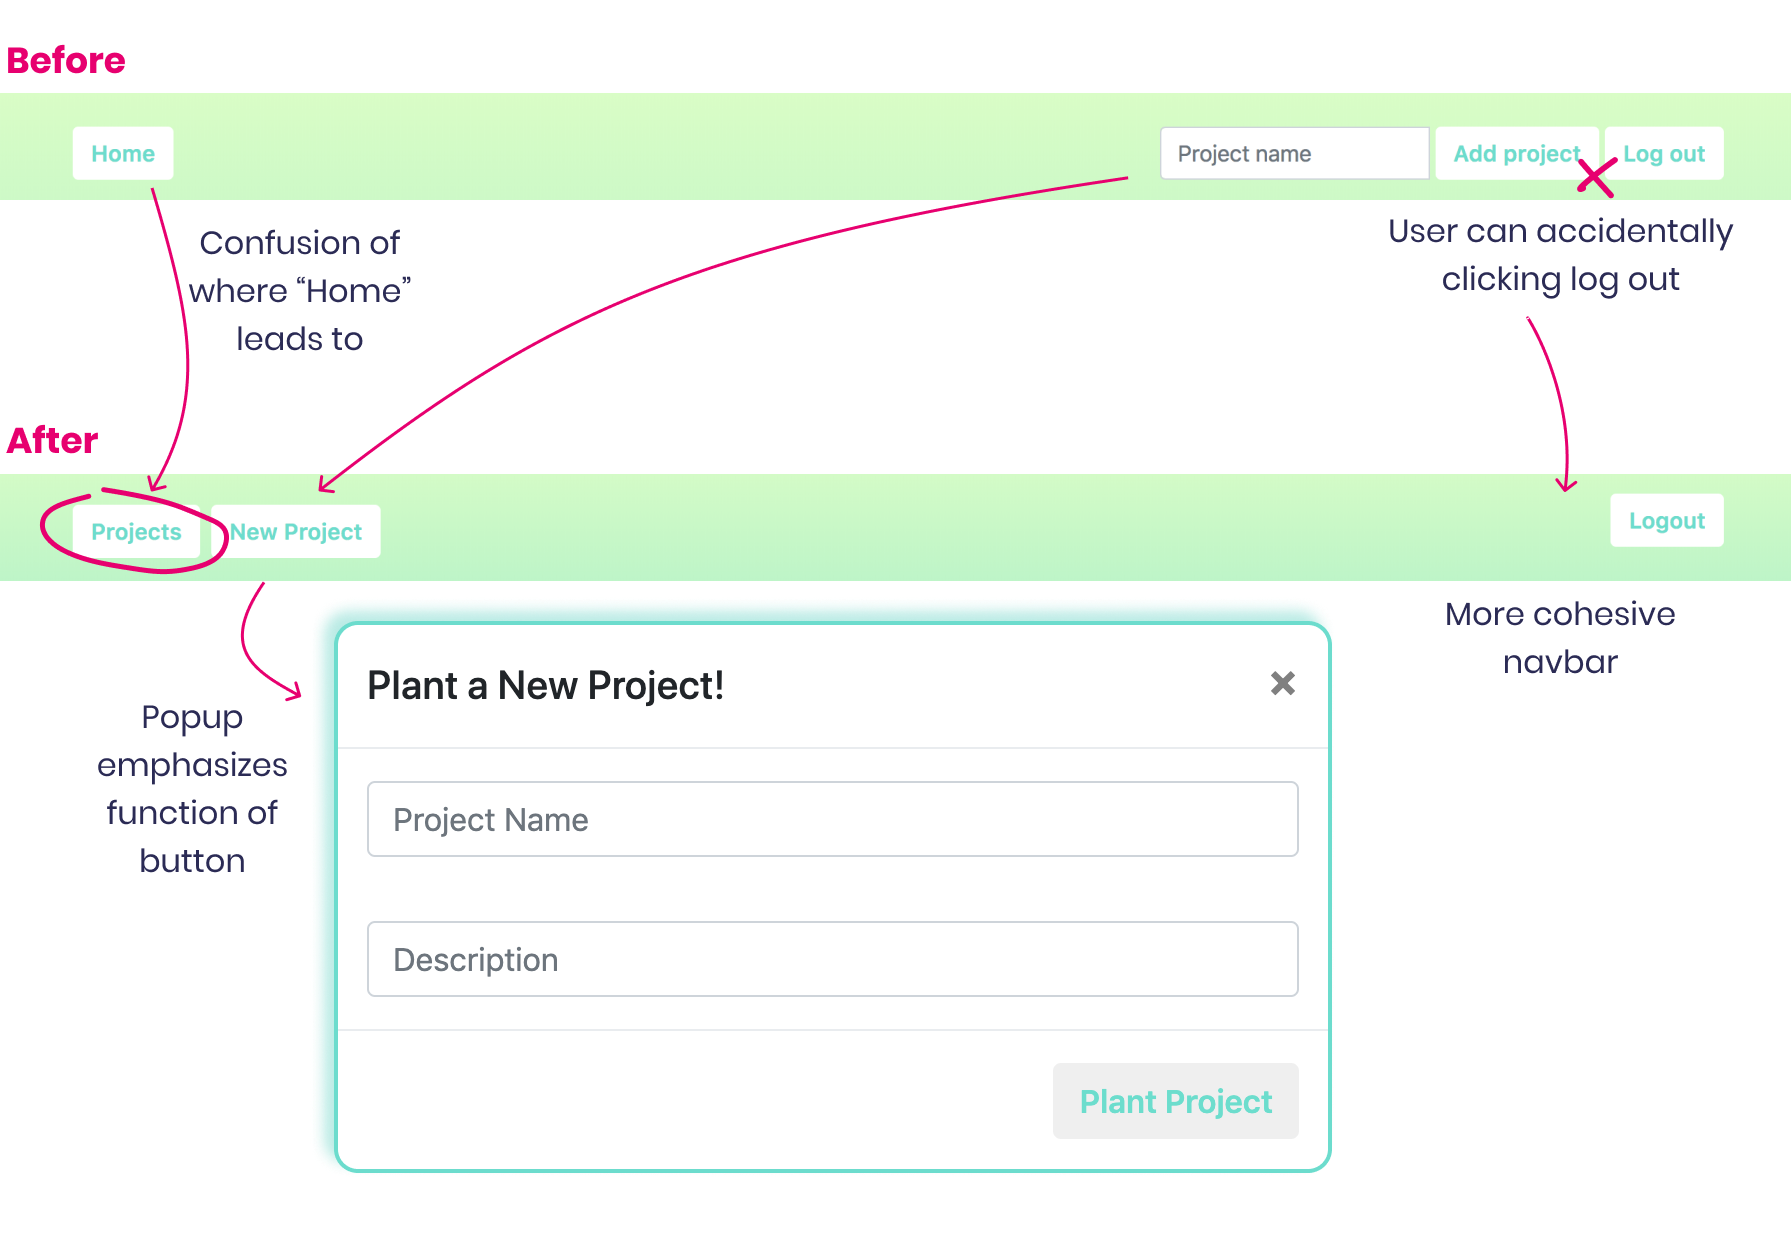 Before
Home
Project name
Add project
Log out
Confusion of
where “Home”
leads to
User can accidentally
clicking log out
After
Projects
New Project
Logout
More cohesive
navbar
Popup
emphasizes
function of
button
Plant a New Project!
Project Name
Description
Plant Project